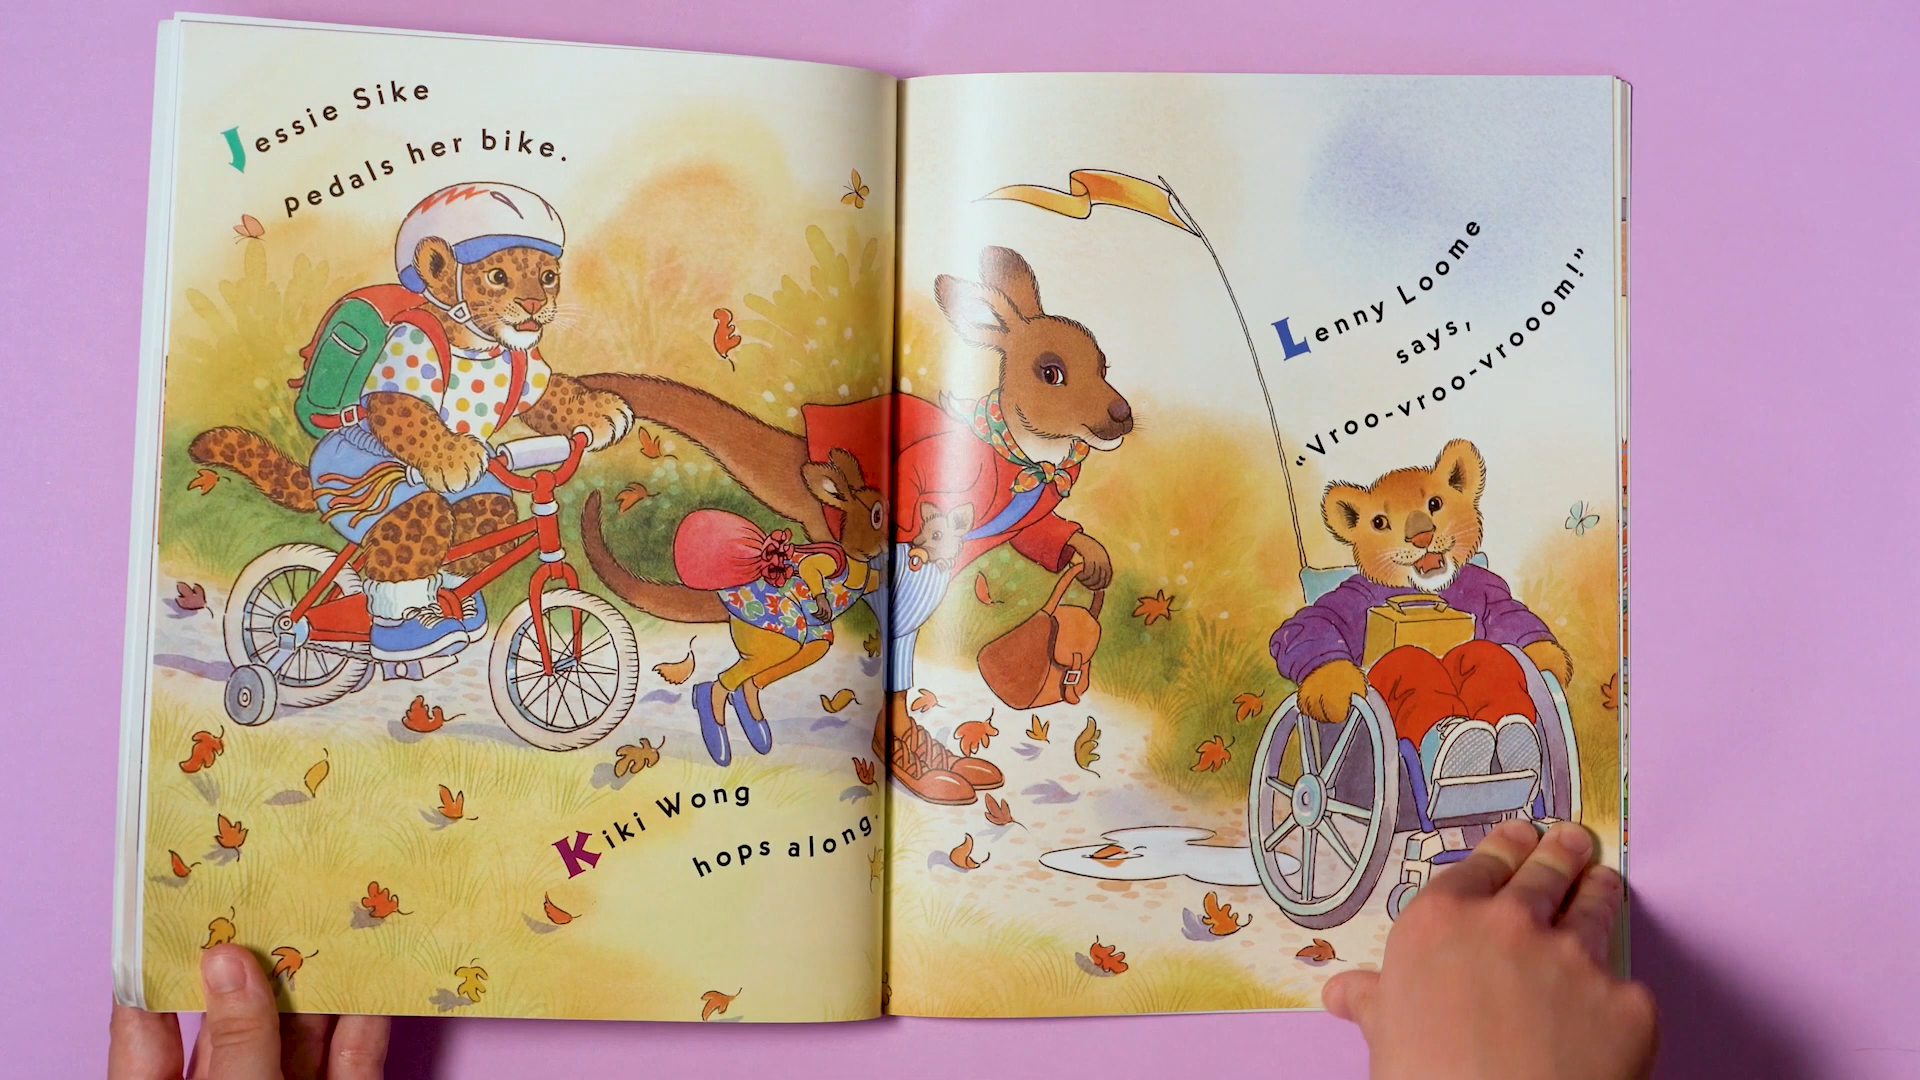 Jessie Sike
pedals her bike.
Kiki Wong
hops along.
Lenny Loome
says,
“Vroo-vroo-vrooom!”